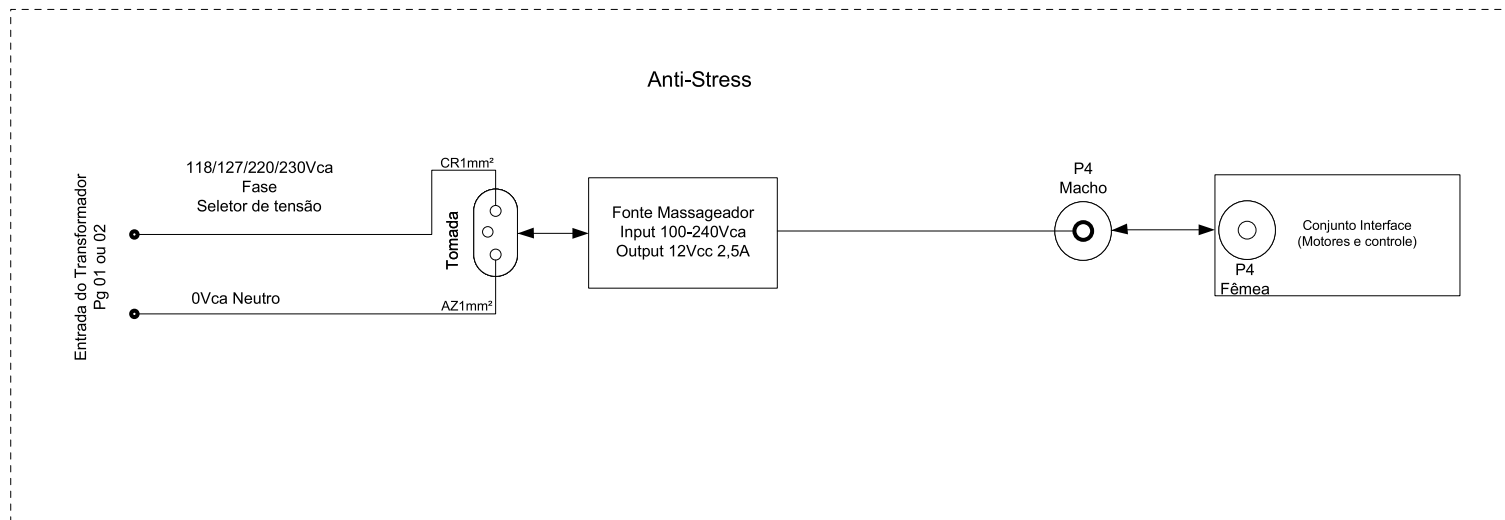 Anti-Stress
Entrada do Transformador
Pg 01 ou 02
118/127/220/230Vca
Fase
Seletor de tensão
0Vca Neutro
CR1mm²
Tomada
AZ1mm²
Fonte Massageador
Input 100-240Vca
Output 12Vcc 2,5A
P4
Macho
P4
Fêmea
Conjunto Interface
(Motores e controle)